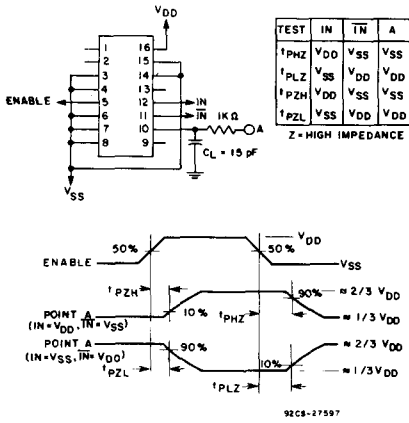 VDD
1 16
2 15
3 14
4 13
ENABLE 5 12 IN
6 11 IN
7 10 1KΩ A
8 9
CL = 15 pF
VSS
TEST IN IN A
tPHZ VDD VSS VSS
tPLZ VSS VDD VDD
tPZH VDD VSS VSS
tPZL VSS VDD VDD
Z = HIGH IMPEDANCE
ENABLE 50% 50% VDD
VSS
tPZH 90% ≈ 2/3 VDD
POINT A 10% tPHZ ≈ 1/3 VDD
(IN=VDD, IN=VSS)
POINT A 90% ≈ 2/3 VDD
(IN=VSS, IN=VDD)
tPZL 10% ≈ 1/3 VDD
tPLZ
92CS-27597